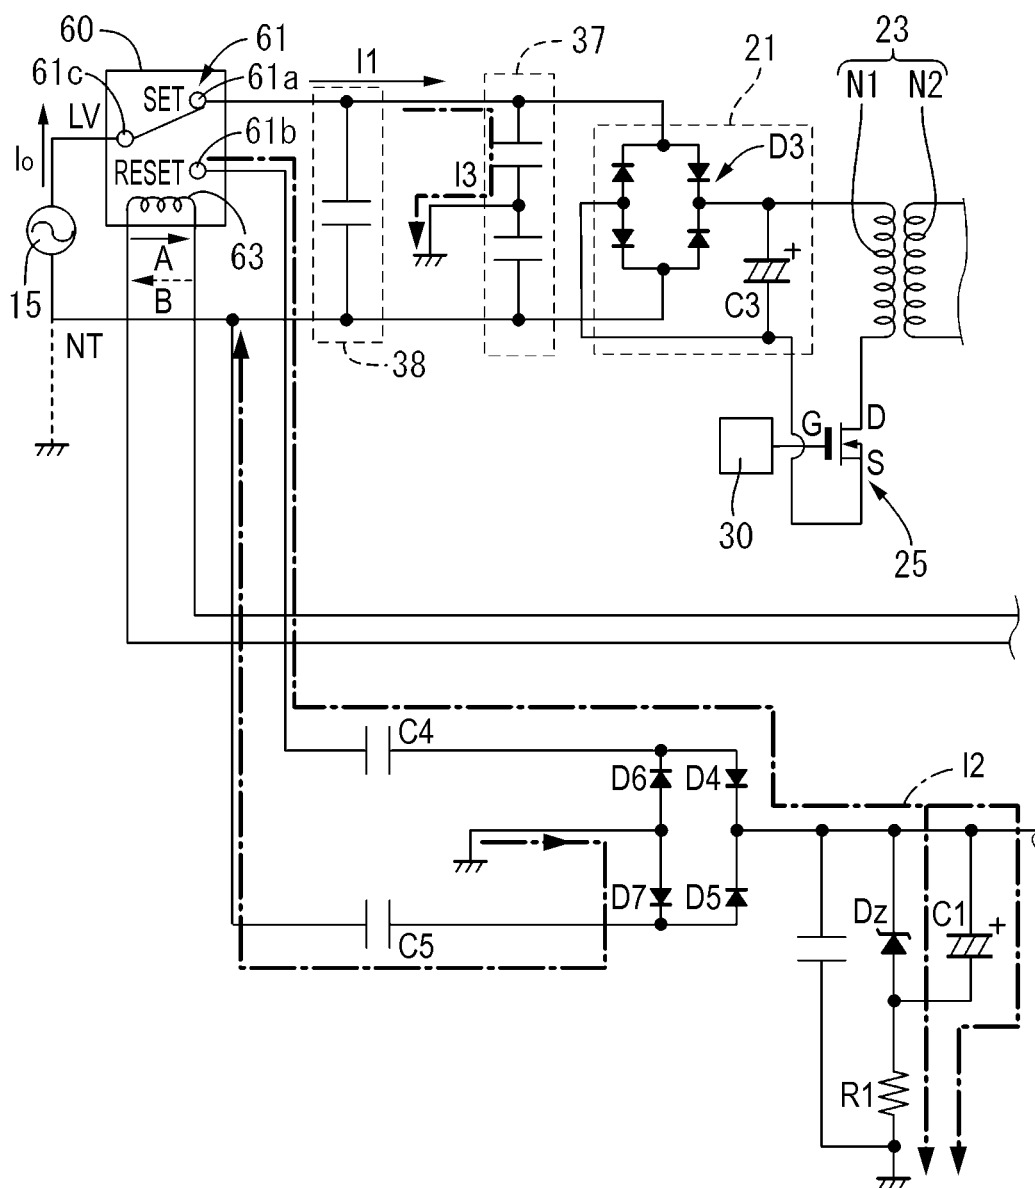 60
61
61c
61a
SET
LV
61b
RESET
Io
63
A
B
15
NT
I1
37
I3
38
21
D3
C3
+
23
N1
N2
G
D
S
30
25
C4
D6
D4
I2
D7
D5
C5
Dz
C1
+
R1